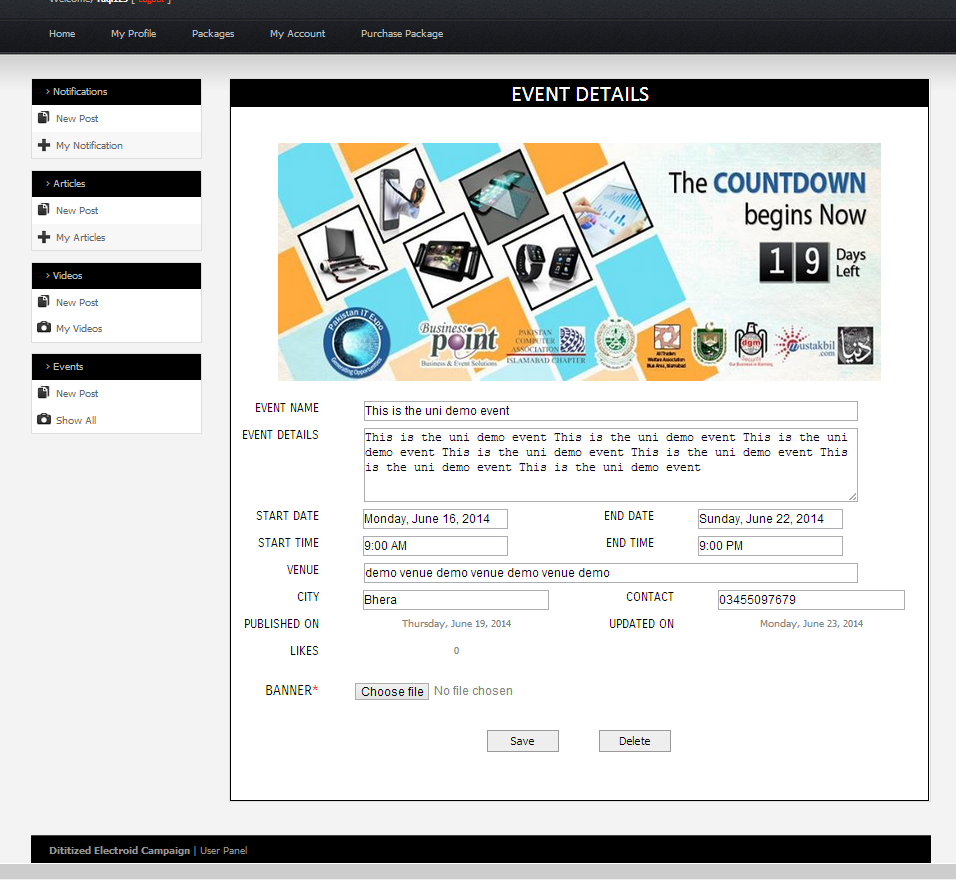 Welcome, [ Logout ]
Home My Profile Packages My Account Purchase Package
› Notifications
New Post
My Notification
› Articles
New Post
My Articles
› Videos
New Post
My Videos
› Events
New Post
Show All
EVENT DETAILS
The COUNTDOWN
begins Now
19 Days
Left
Pakistan IT Expo
Generating Opportunities
Business
point
Business & Event Solutions
PAKISTAN
COMPUTER
ASSOCIATION
ISLAMABAD CHAPTER
All Traders
Welfare Association
Blue Area, Islamabad
dgm
mustakbil
.com
دنیا
EVENT NAME This is the uni demo event
EVENT DETAILS This is the uni demo event This is the uni demo event This is the uni
demo event This is the uni demo event This is the uni demo event This
is the uni demo event This is the uni demo event
START DATE Monday, June 16, 2014 END DATE Sunday, June 22, 2014
START TIME 9:00 AM END TIME 9:00 PM
VENUE demo venue demo venue demo venue demo
CITY Bhera CONTACT 03455097679
PUBLISHED ON Thursday, June 19, 2014 UPDATED ON Monday, June 23, 2014
LIKES 0
BANNER* Choose file No file chosen
Save Delete
Dititized Electroid Campaign | User Panel